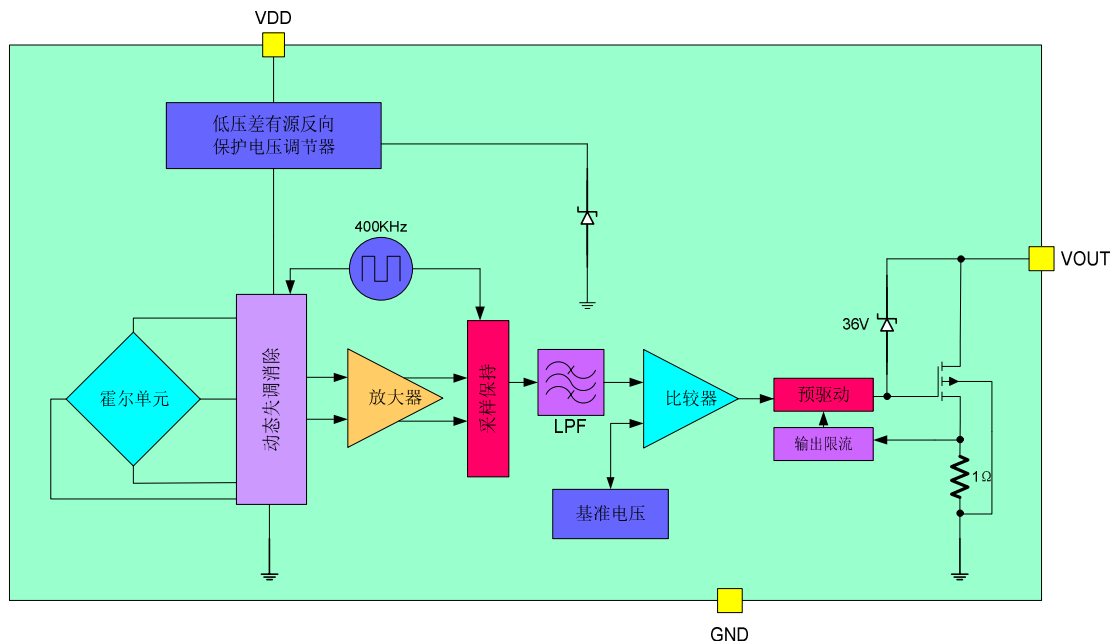 VDD
低压差有源反向
保护电压调节器
400KHz
VOUT
36V
霍尔单元
动态失调消除
放大器
采样保持
LPF
比较器
预驱动
输出限流
1Ω
基准电压
GND